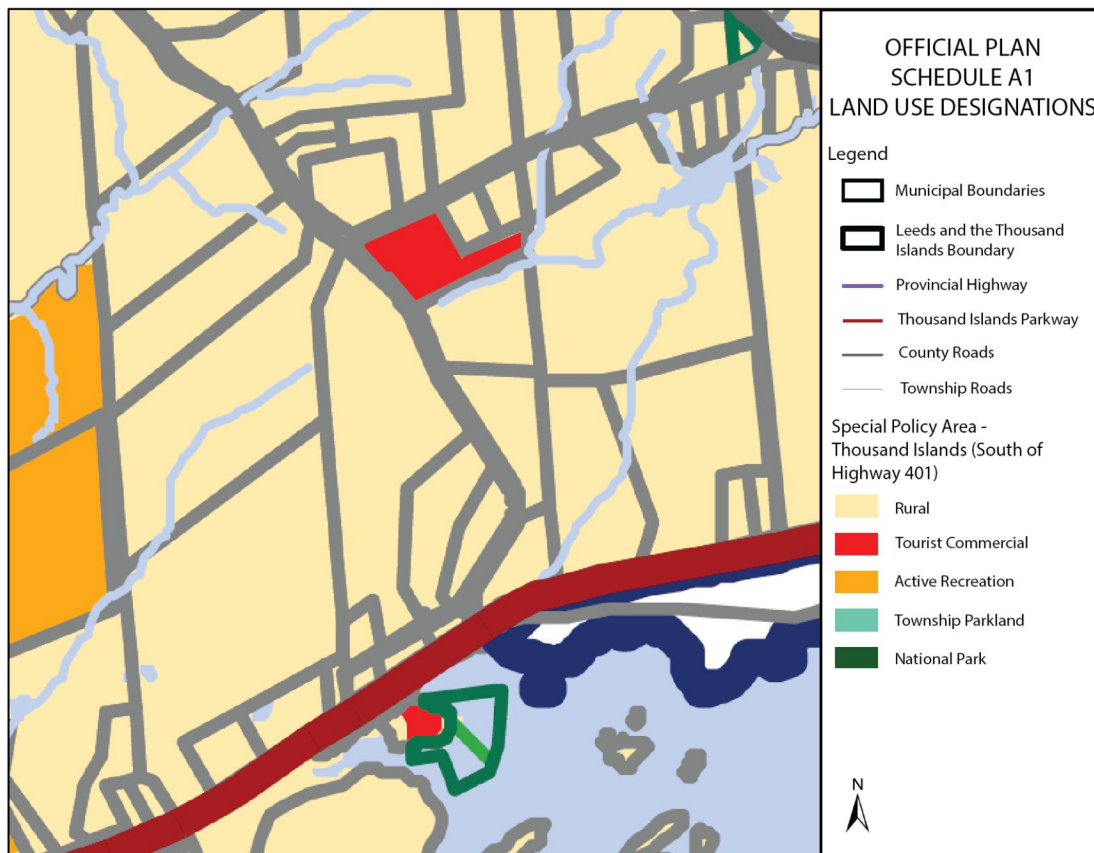 OFFICIAL PLAN
SCHEDULE A1
LAND USE DESIGNATIONS
Legend
Municipal Boundaries
Leeds and the Thousand
Islands Boundary
Provincial Highway
Thousand Islands Parkway
County Roads
Township Roads
Special Policy Area -
Thousand Islands (South of
Highway 401)
Rural
Tourist Commercial
Active Recreation
Township Parkland
National Park
N